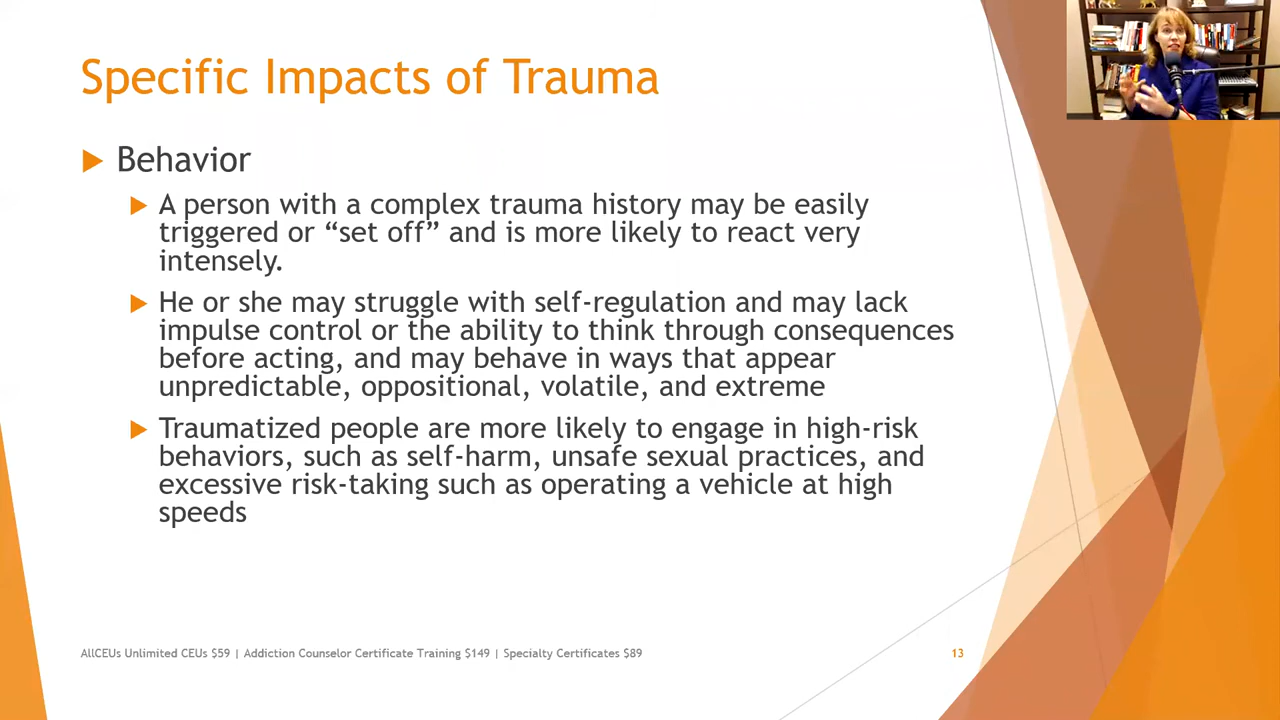 Specific Impacts of Trauma
Behavior
A person with a complex trauma history may be easily
triggered or “set off” and is more likely to react very
intensely.
He or she may struggle with self-regulation and may lack
impulse control or the ability to think through consequences
before acting, and may behave in ways that appear
unpredictable, oppositional, volatile, and extreme
Traumatized people are more likely to engage in high-risk
behaviors, such as self-harm, unsafe sexual practices, and
excessive risk-taking such as operating a vehicle at high
speeds
AllCEUs Unlimited CEUs $59 | Addiction Counselor Certificate Training $149 | Specialty Certificates $89
13